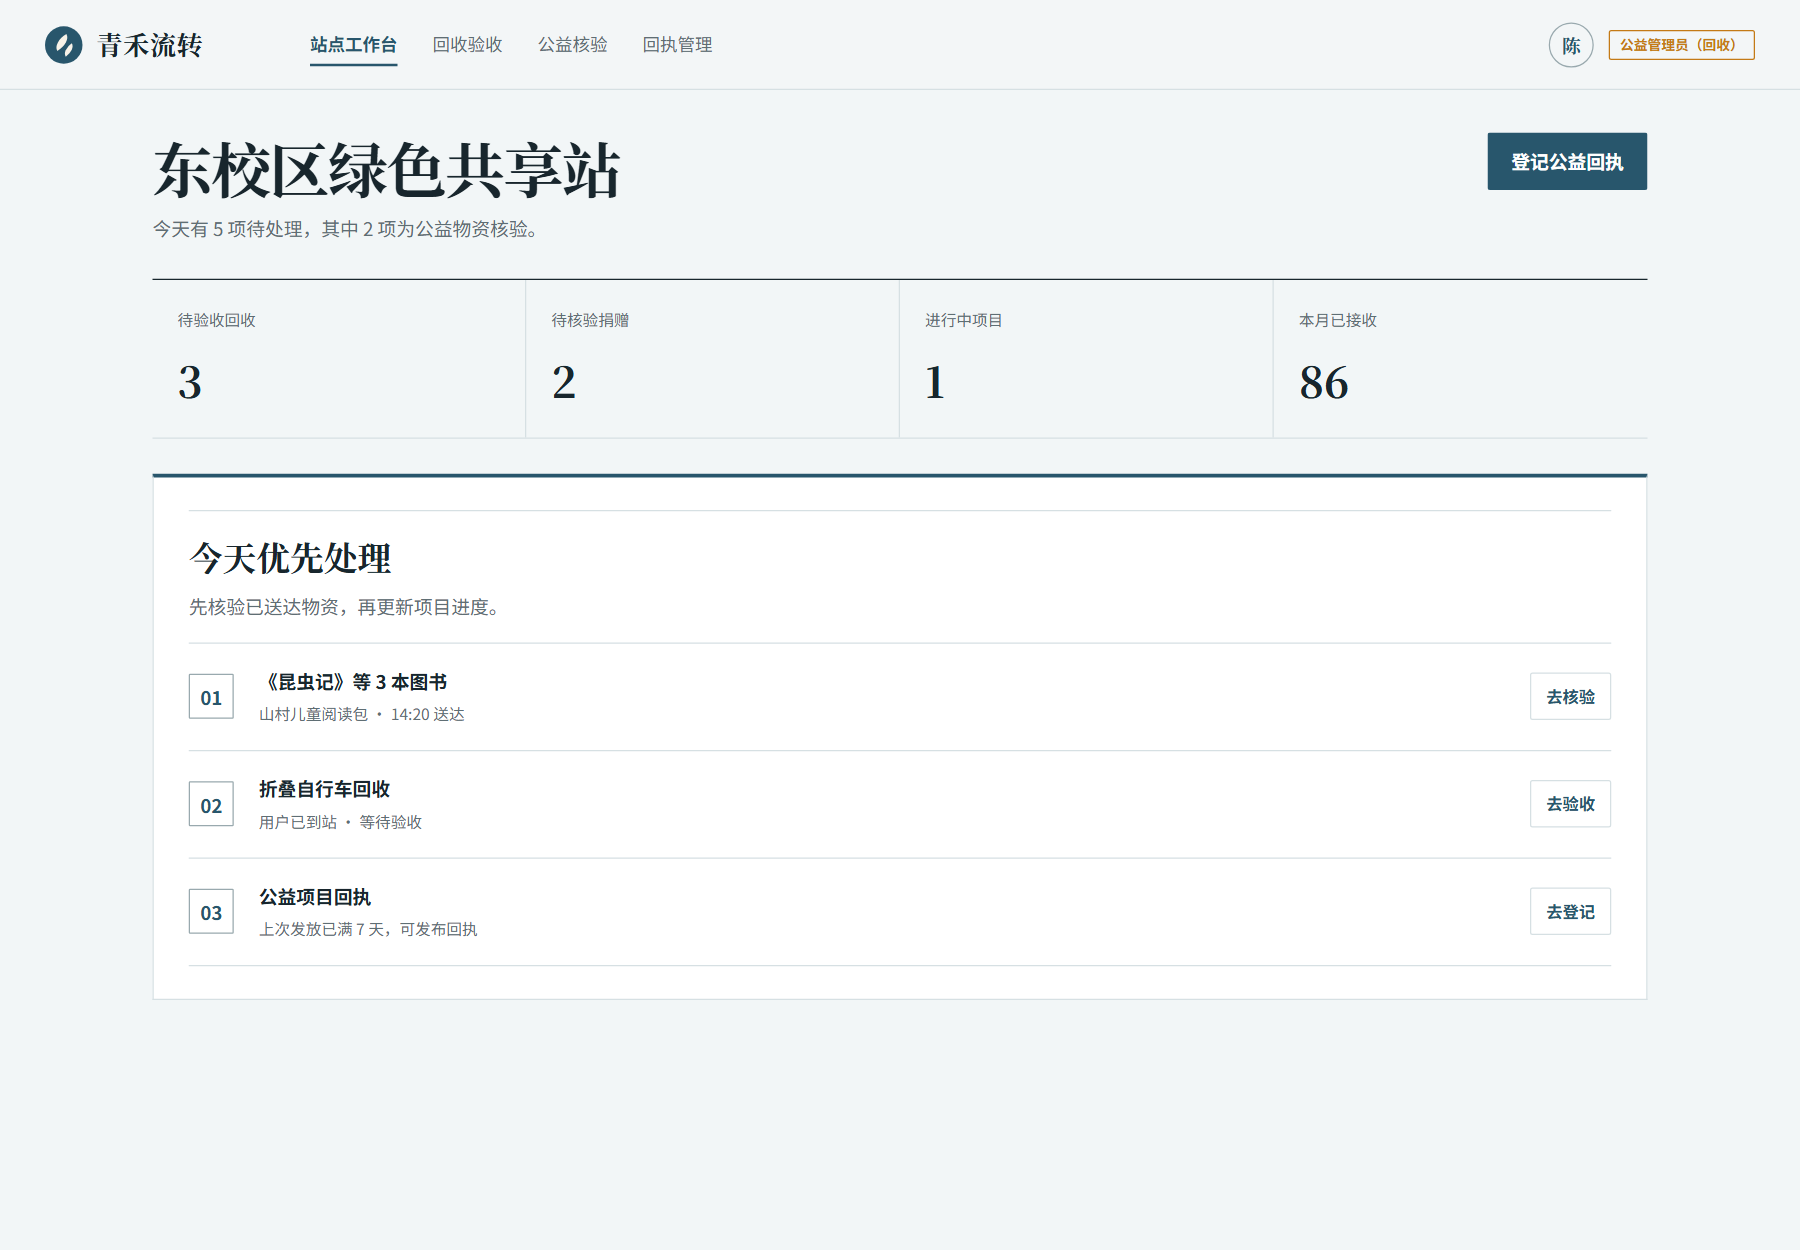 青禾流转
站点工作台
回收验收
公益核验
回执管理
陈
公益管理员（回收）
东校区绿色共享站
登记公益回执
今天有 5 项待处理，其中 2 项为公益物资核验。
待验收回收
待核验捐赠
进行中项目
本月已接收
3
2
1
86
今天优先处理
先核验已送达物资，再更新项目进度。
01
《昆虫记》等 3 本图书
山村儿童阅读包 · 14:20 送达
去核验
02
折叠自行车回收
用户已到站 · 等待验收
去验收
03
公益项目回执
上次发放已满 7 天，可发布回执
去登记